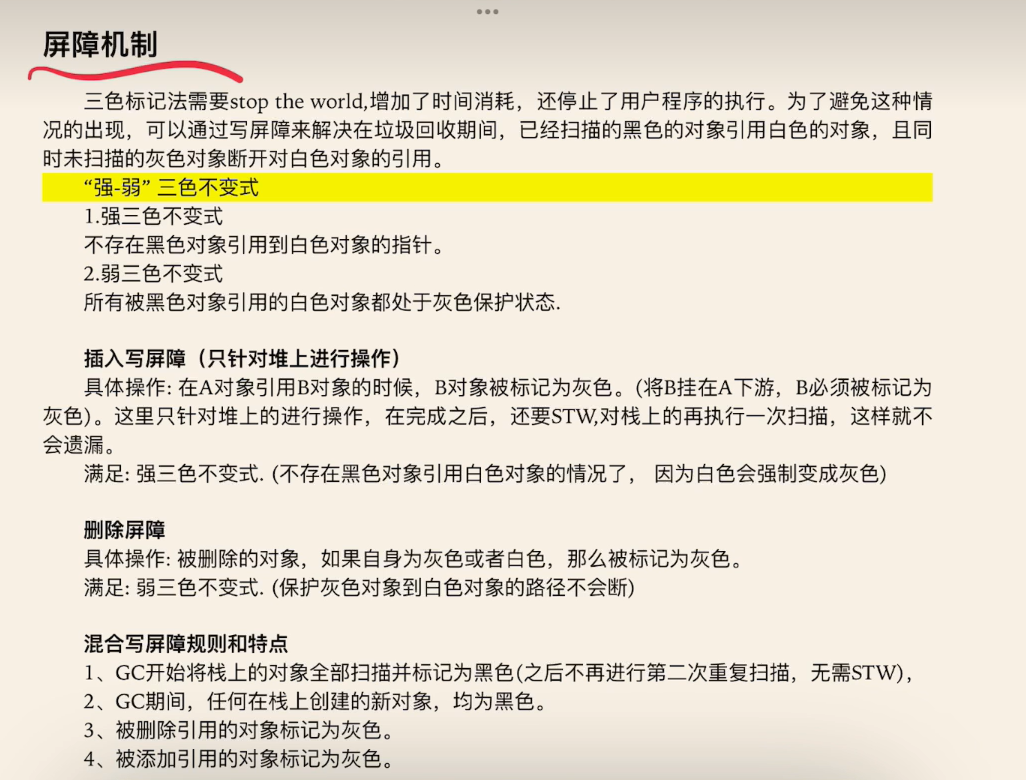 屏障机制
三色标记法需要stop the world,增加了时间消耗，还停止了用户程序的执行。为了避免这种情
况的出现，可以通过写屏障来解决在垃圾回收期间，已经扫描的黑色的对象引用白色的对象，且同
时未扫描的灰色对象断开对白色对象的引用。
“强-弱” 三色不变式
1.强三色不变式
不存在黑色对象引用到白色对象的指针。
2.弱三色不变式
所有被黑色对象引用的白色对象都处于灰色保护状态.
插入写屏障（只针对堆上进行操作）
具体操作: 在A对象引用B对象的时候，B对象被标记为灰色。(将B挂在A下游，B必须被标记为
灰色)。这里只针对堆上的进行操作，在完成之后，还要STW,对栈上的再执行一次扫描，这样就不
会遗漏。
满足: 强三色不变式. (不存在黑色对象引用白色对象的情况了， 因为白色会强制变成灰色)
删除屏障
具体操作: 被删除的对象，如果自身为灰色或者白色，那么被标记为灰色。
满足: 弱三色不变式. (保护灰色对象到白色对象的路径不会断)
混合写屏障规则和特点
1、GC开始将栈上的对象全部扫描并标记为黑色(之后不再进行第二次重复扫描，无需STW)，
2、GC期间，任何在栈上创建的新对象，均为黑色。
3、被删除引用的对象标记为灰色。
4、被添加引用的对象标记为灰色。